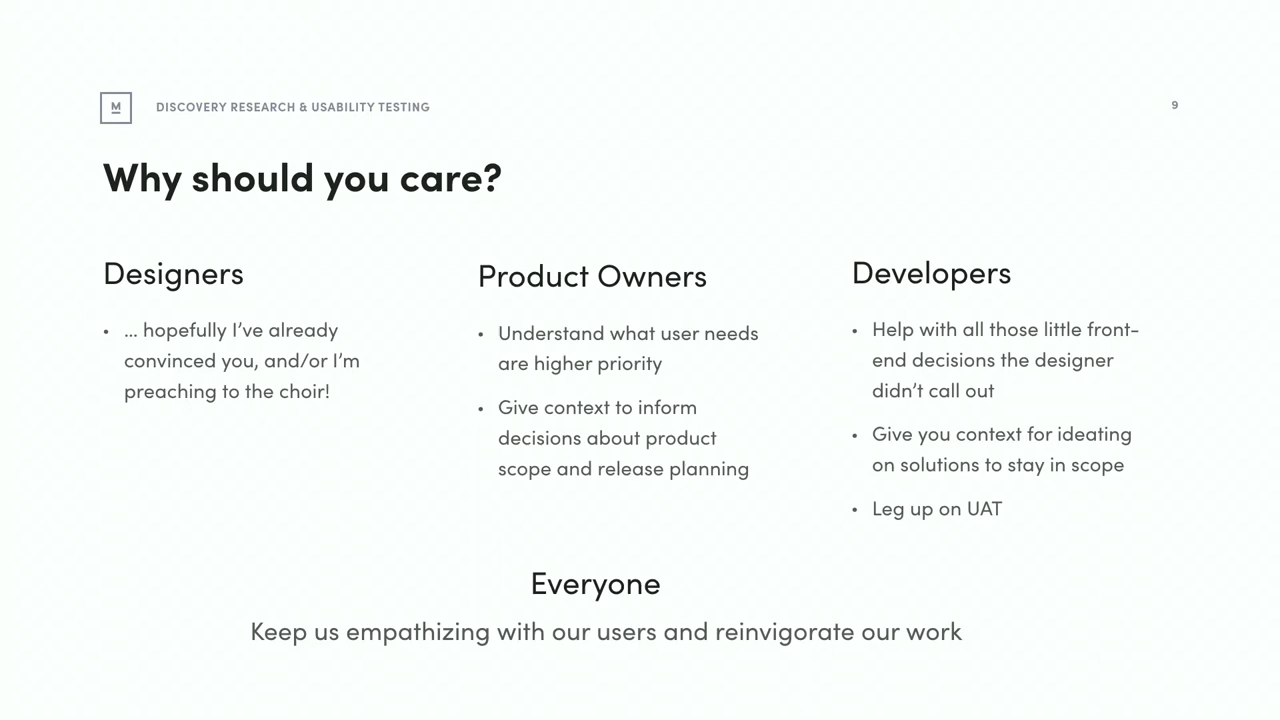 M
DISCOVERY RESEARCH & USABILITY TESTING
9
Why should you care?
Designers
• … hopefully I’ve already
convinced you, and/or I’m
preaching to the choir!
Product Owners
• Understand what user needs
are higher priority
• Give context to inform
decisions about product
scope and release planning
Developers
• Help with all those little front-
end decisions the designer
didn’t call out
• Give you context for ideating
on solutions to stay in scope
• Leg up on UAT
Everyone
Keep us empathizing with our users and reinvigorate our work